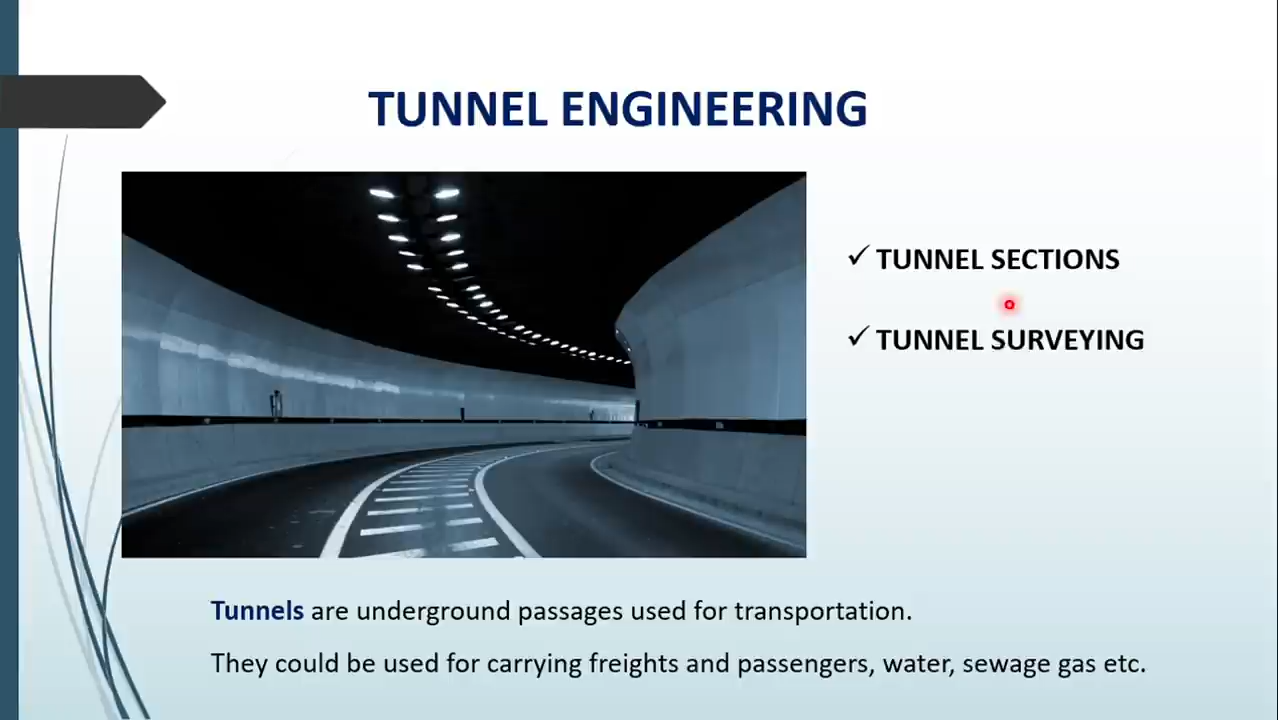 TUNNEL ENGINEERING
✓ TUNNEL SECTIONS
✓ TUNNEL SURVEYING
Tunnels are underground passages used for transportation.
They could be used for carrying freights and passengers, water, sewage gas etc.